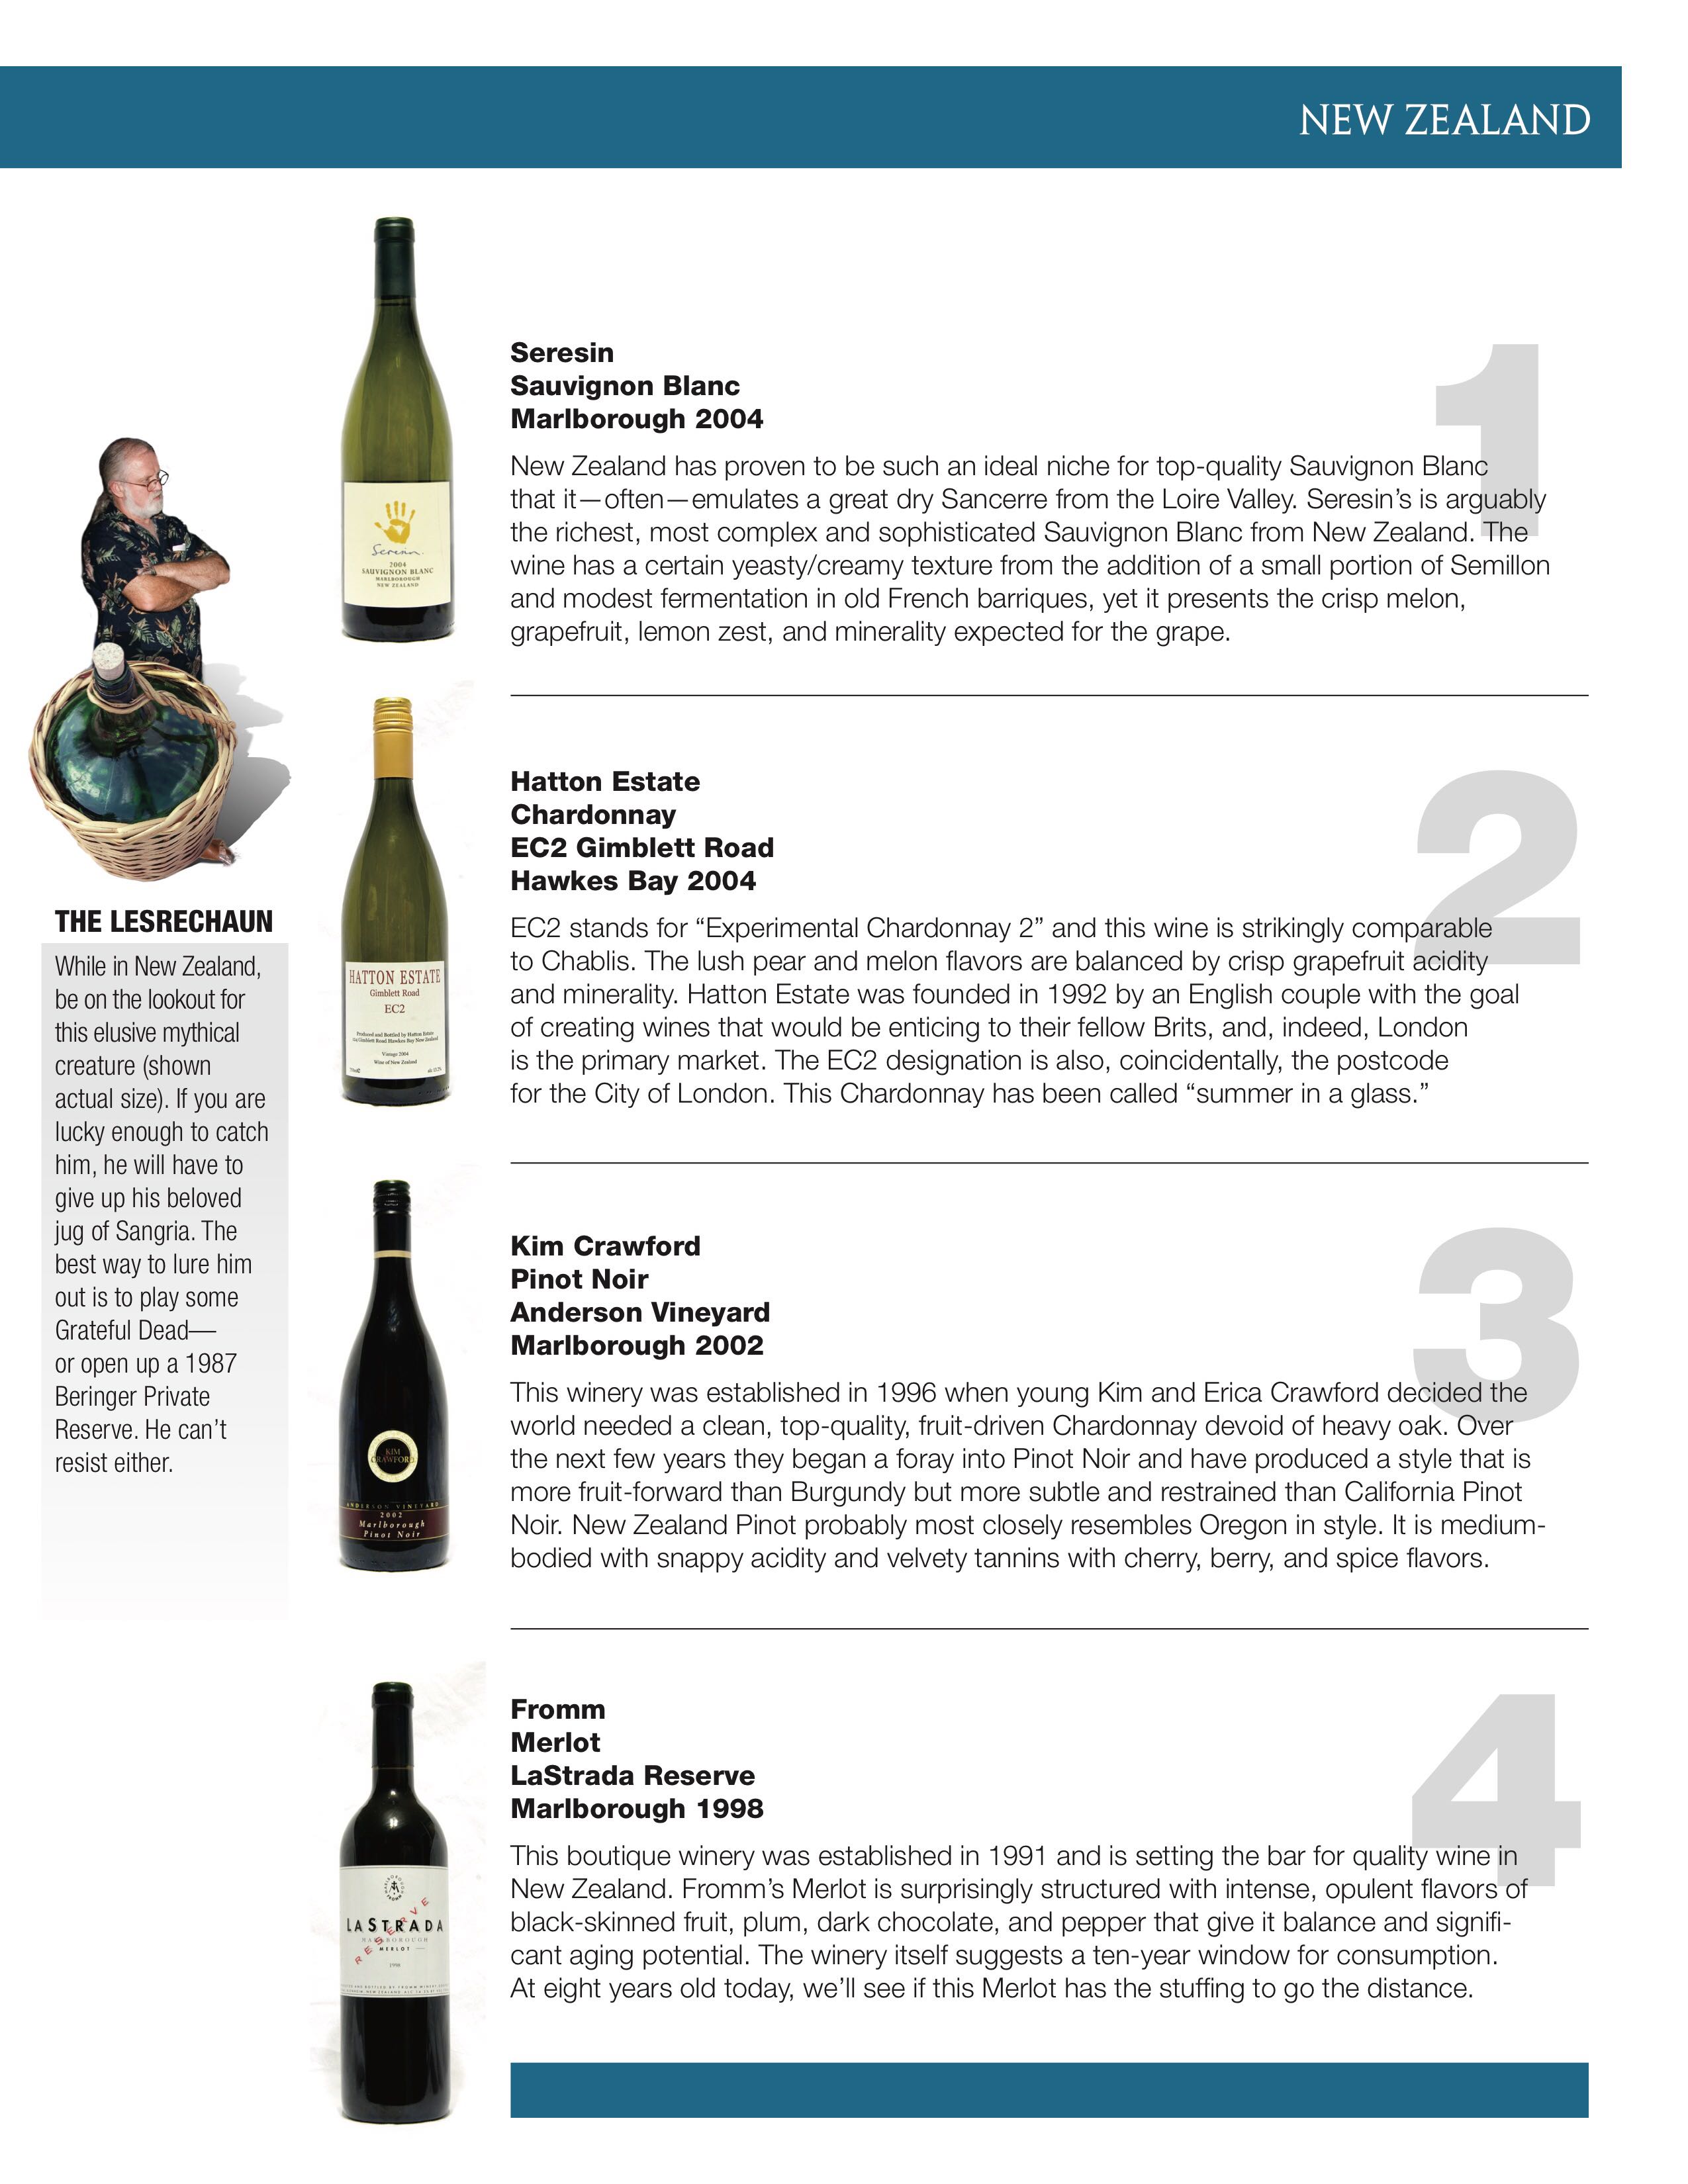 NEW ZEALAND
1
Seresin
Sauvignon Blanc
Marlborough 2004
New Zealand has proven to be such an ideal niche for top-quality Sauvignon Blanc
that it—often—emulates a great dry Sancerre from the Loire Valley. Seresin’s is arguably
the richest, most complex and sophisticated Sauvignon Blanc from New Zealand. The
wine has a certain yeasty/creamy texture from the addition of a small portion of Semillon
and modest fermentation in old French barriques, yet it presents the crisp melon,
grapefruit, lemon zest, and minerality expected for the grape.
Seresin
2004
SAUVIGNON BLANC
MARLBOROUGH
NEW ZEALAND
2
Hatton Estate
Chardonnay
EC2 Gimblett Road
Hawkes Bay 2004
EC2 stands for “Experimental Chardonnay 2” and this wine is strikingly comparable
to Chablis. The lush pear and melon flavors are balanced by crisp grapefruit acidity
and minerality. Hatton Estate was founded in 1992 by an English couple with the goal
of creating wines that would be enticing to their fellow Brits, and, indeed, London
is the primary market. The EC2 designation is also, coincidentally, the postcode
for the City of London. This Chardonnay has been called “summer in a glass.”
HATTON ESTATE
Gimblett Road
EC2
Produced and Bottled by Hatton Estate
Gimblett Road Hawkes Bay New Zealand
Vintage 2004
Wine of New Zealand
THE LESRECHAUN
While in New Zealand,
be on the lookout for
this elusive mythical
creature (shown
actual size). If you are
lucky enough to catch
him, he will have to
give up his beloved
jug of Sangria. The
best way to lure him
out is to play some
Grateful Dead—
or open up a 1987
Beringer Private
Reserve. He can’t
resist either.
3
Kim Crawford
Pinot Noir
Anderson Vineyard
Marlborough 2002
This winery was established in 1996 when young Kim and Erica Crawford decided the
world needed a clean, top-quality, fruit-driven Chardonnay devoid of heavy oak. Over
the next few years they began a foray into Pinot Noir and have produced a style that is
more fruit-forward than Burgundy but more subtle and restrained than California Pinot
Noir. New Zealand Pinot probably most closely resembles Oregon in style. It is medium-
bodied with snappy acidity and velvety tannins with cherry, berry, and spice flavors.
KIM
CRAWFORD
ANDERSON VINEYARD
2002
Marlborough
Pinot Noir
4
Fromm
Merlot
LaStrada Reserve
Marlborough 1998
This boutique winery was established in 1991 and is setting the bar for quality wine in
New Zealand. Fromm’s Merlot is surprisingly structured with intense, opulent flavors of
black-skinned fruit, plum, dark chocolate, and pepper that give it balance and signifi-
cant aging potential. The winery itself suggests a ten-year window for consumption.
At eight years old today, we’ll see if this Merlot has the stuffing to go the distance.
LASTRADA
RESERVE
MARLBOROUGH
MERLOT
1998